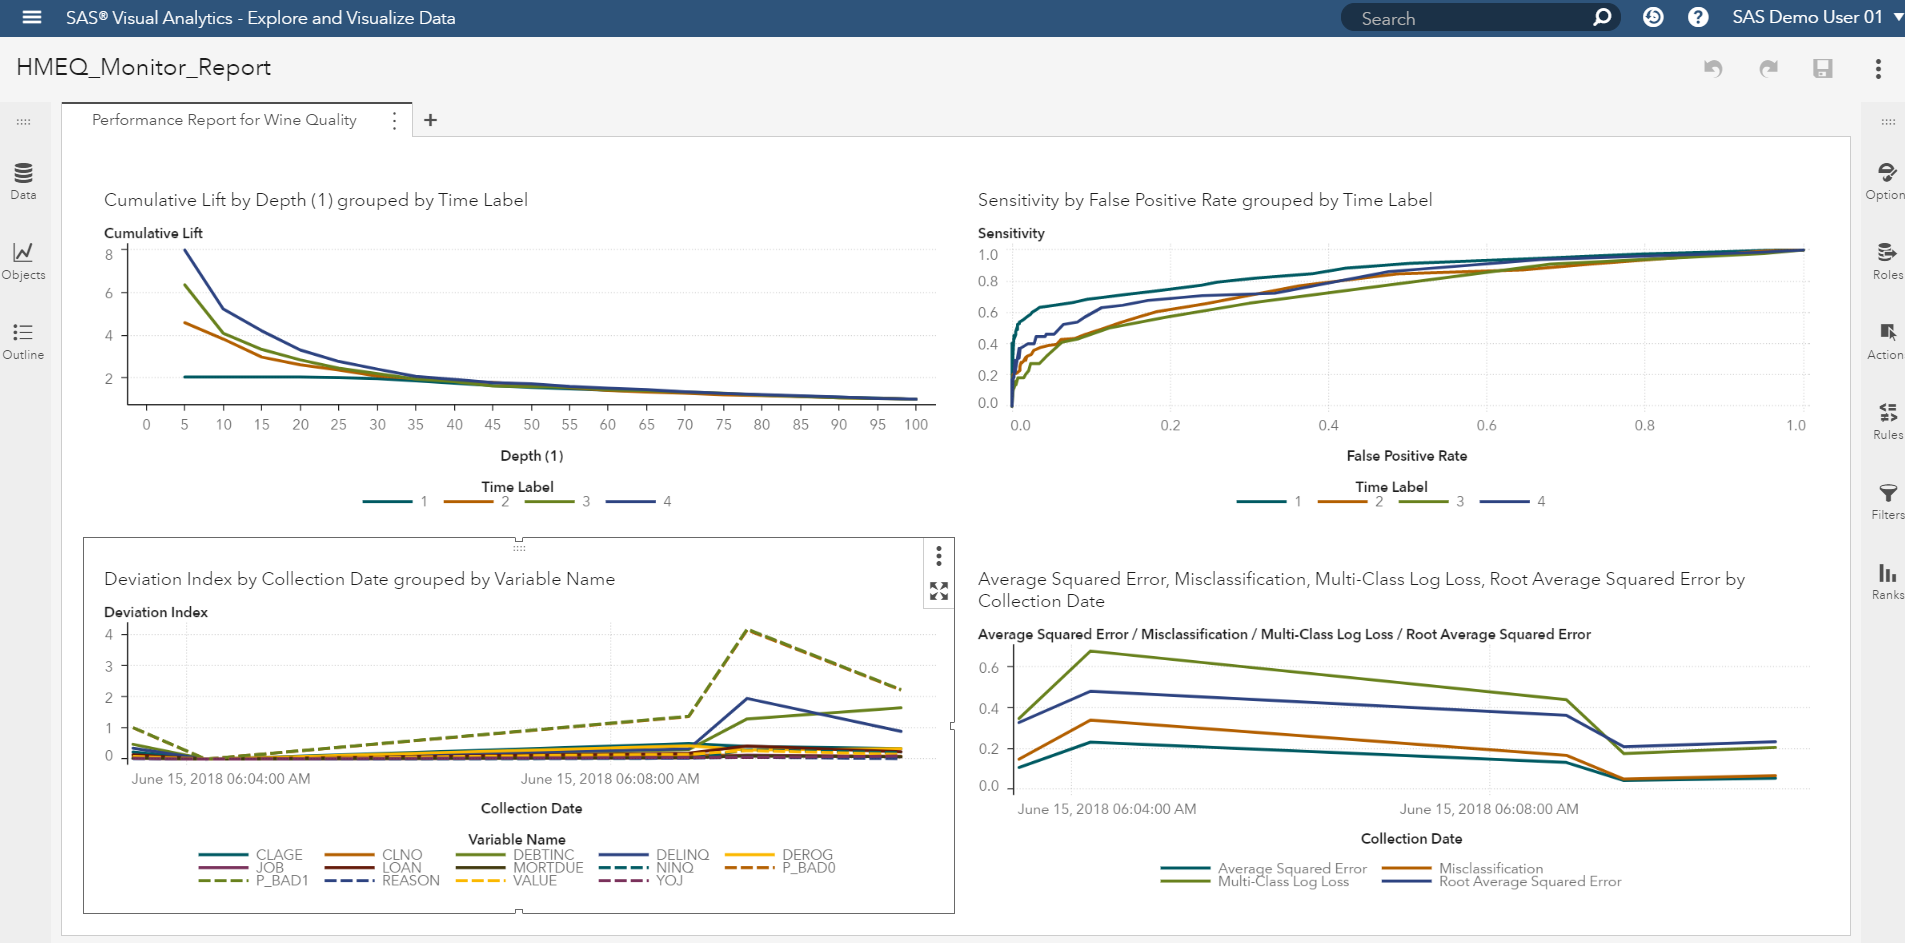 SAS® Visual Analytics - Explore and Visualize Data
Search
SAS Demo User 01
HMEQ_Monitor_Report
Performance Report for Wine Quality
Data
Objects
Outline
Cumulative Lift by Depth (1) grouped by Time Label
Cumulative Lift
8
6
4
2
0 5 10 15 20 25 30 35 40 45 50 55 60 65 70 75 80 85 90 95 100
Depth (1)
Time Label
1 2 3 4
Sensitivity by False Positive Rate grouped by Time Label
Sensitivity
1.0
0.8
0.6
0.4
0.2
0.0
0.0 0.2 0.4 0.6 0.8 1.0
False Positive Rate
Time Label
1 2 3 4
Deviation Index by Collection Date grouped by Variable Name
Deviation Index
4
3
2
1
0
June 15, 2018 06:04:00 AM June 15, 2018 06:08:00 AM
Collection Date
Variable Name
CLAGE CLNO DEBTINC DELINQ DEROG
JOB LOAN MORTDUE NINQ P_BAD0
P_BAD1 REASON VALUE YOJ
Average Squared Error, Misclassification, Multi-Class Log Loss, Root Average Squared Error by
Collection Date
Average Squared Error / Misclassification / Multi-Class Log Loss / Root Average Squared Error
0.6
0.4
0.2
0.0
June 15, 2018 06:04:00 AM June 15, 2018 06:08:00 AM
Collection Date
Average Squared Error Misclassification
Multi-Class Log Loss Root Average Squared Error
Option
Roles
Action
Rules
Filters
Ranks